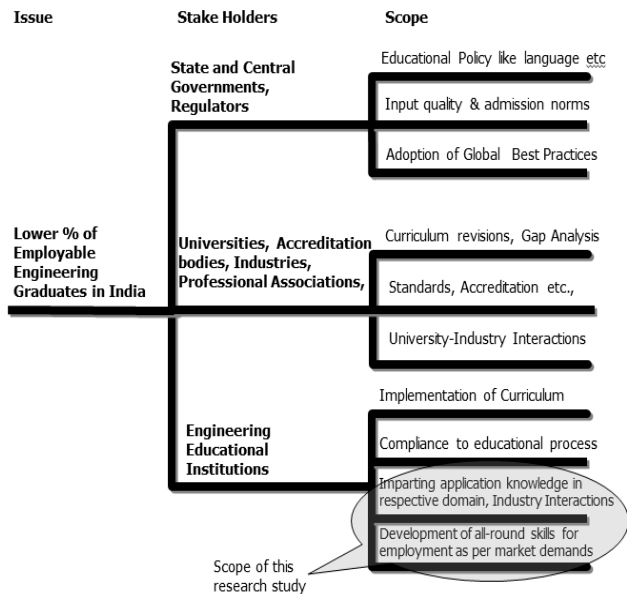 Issue
Stake Holders
Scope
State and Central
Governments,
Regulators
Educational Policy like language etc
Input quality & admission norms
Adoption of Global Best Practices
Lower % of
Employable
Engineering
Graduates in India
Universities, Accreditation
bodies, Industries,
Professional Associations,
Curriculum revisions, Gap Analysis
Standards, Accreditation etc.,
University-Industry Interactions
Engineering
Educational
Institutions
Implementation of Curriculum
Compliance to educational process
Imparting application knowledge in
respective domain, Industry Interactions
Development of all-round skills for
employment as per market demands
Scope of this
research study